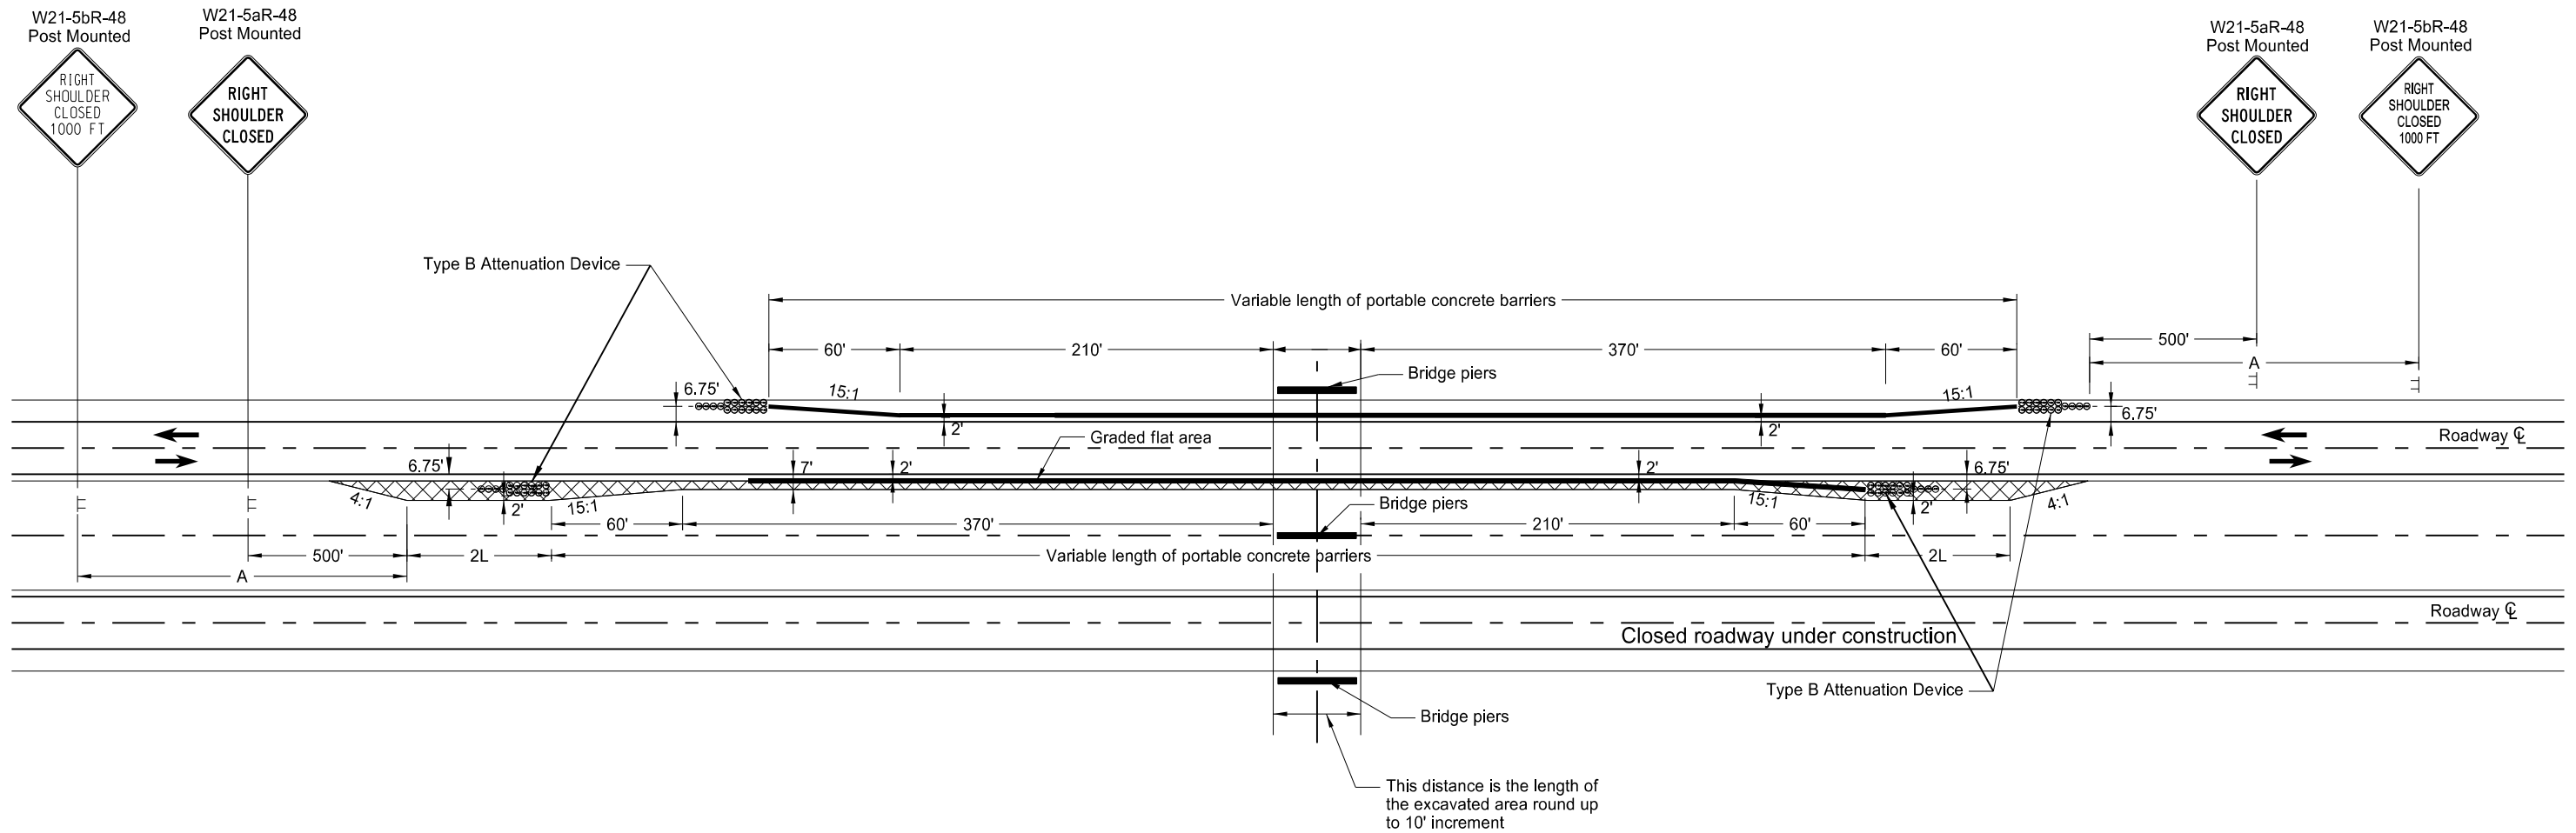 W21-5bR-48
Post Mounted
W21-5aR-48
Post Mounted
W21-5aR-48
Post Mounted
W21-5bR-48
Post Mounted
RIGHT
SHOULDER
CLOSED
1000 FT
RIGHT
SHOULDER
CLOSED
RIGHT
SHOULDER
CLOSED
RIGHT
SHOULDER
CLOSED
1000 FT
Type B Attenuation Device
Variable length of portable concrete barriers
60'
210'
370'
60'
500'
A
Bridge piers
6.75'
15:1
15:1
6.75'
2'
2'
Graded flat area
Roadway ℄
6.75'
7'
2'
2'
6.75'
4:1
2'
15:1
Bridge piers
15:1
2'
4:1
60'
370'
210'
60'
500'
2L
Variable length of portable concrete barriers
2L
A
Roadway ℄
Closed roadway under construction
Type B Attenuation Device
Bridge piers
This distance is the length of
the excavated area round up
to 10' increment